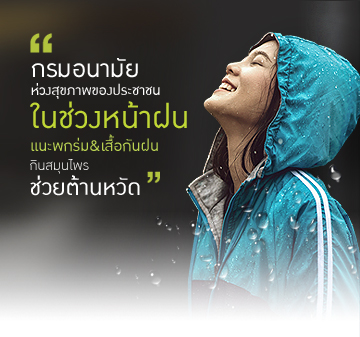 “
กรมอนามัย
ห่วงสุขภาพของประชาชน
ในช่วงหน้าฝน
แนะพกร่ม&เสื้อกันฝน
กินสมุนไพร
ช่วยต้านหวัด ”